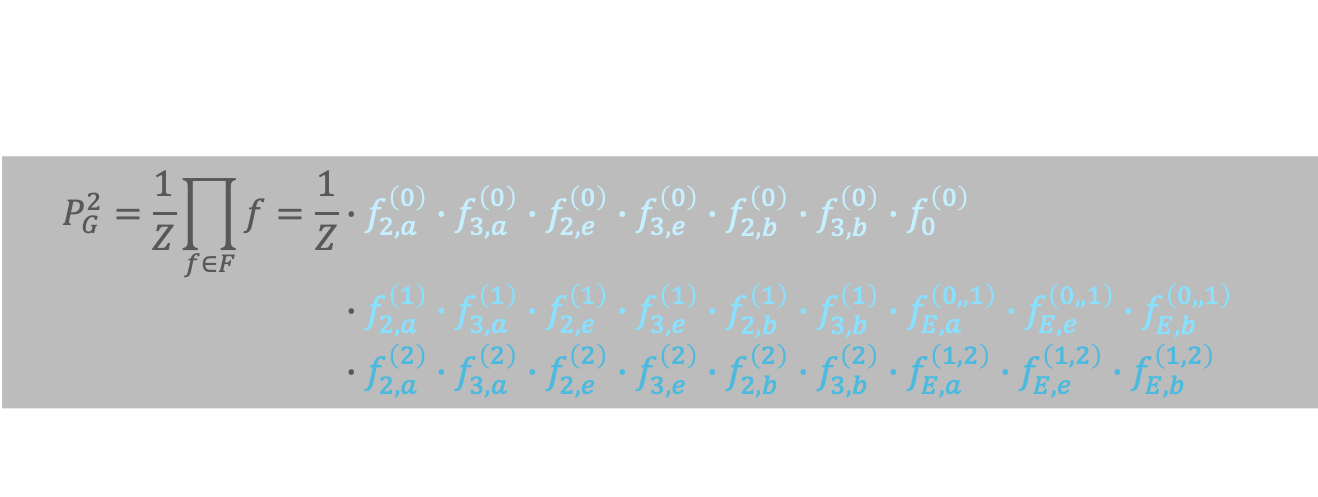 $P_G^2 = \frac{1}{Z} \prod_{f \in F} f = \frac{1}{Z} \cdot f_{2,a}^{(0)} \cdot f_{3,a}^{(0)} \cdot f_{2,e}^{(0)} \cdot f_{3,e}^{(0)} \cdot f_{2,b}^{(0)} \cdot f_{3,b}^{(0)} \cdot f_0^{(0)}$
$\cdot f_{2,a}^{(1)} \cdot f_{3,a}^{(1)} \cdot f_{2,e}^{(1)} \cdot f_{3,e}^{(1)} \cdot f_{2,b}^{(1)} \cdot f_{3,b}^{(1)} \cdot f_{E,a}^{(0,,1)} \cdot f_{E,e}^{(0,,1)} \cdot f_{E,b}^{(0,,1)}$
$\cdot f_{2,a}^{(2)} \cdot f_{3,a}^{(2)} \cdot f_{2,e}^{(2)} \cdot f_{3,e}^{(2)} \cdot f_{2,b}^{(2)} \cdot f_{3,b}^{(2)} \cdot f_{E,a}^{(1,2)} \cdot f_{E,e}^{(1,2)} \cdot f_{E,b}^{(1,2)}$